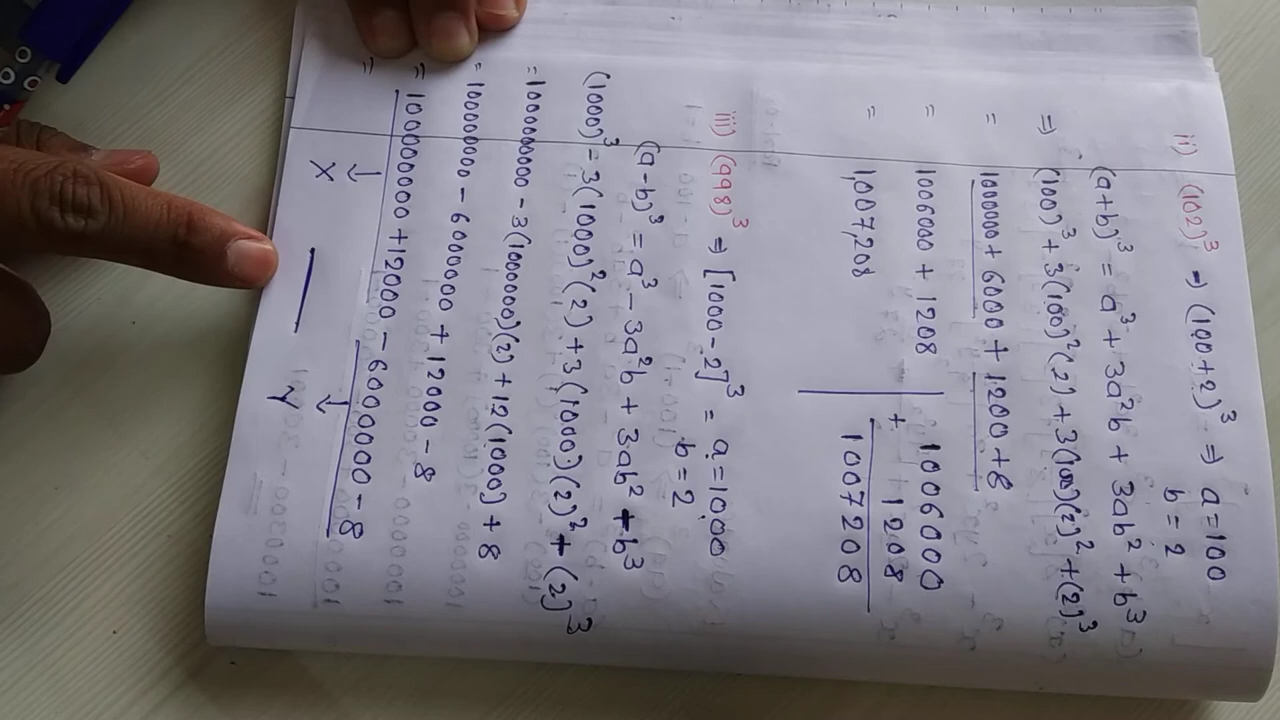 ii) (102)³ → (100+2)³ ⇒ a=100
b=2
(a+b)³ = a³ + 3a²b + 3ab² + b³
⇒ (100)³ + 3(100)²(2) + 3(100)(2)² + (2)³
= 1000000 + 6000 + 1200 + 8
= 1006000 + 1208
= 1,007,208
1006000
+ 1208
1007208
iii) (998)³ ⇒ [1000-2]³ = a=1000
b=2
(a-b)³ = a³ - 3a²b + 3ab² + b³
(1000)³ - 3(1000)²(2) + 3(1000)(2)² + (2)³
= 1000000000 - 3(1000000)(2) + 12(1000) + 8
= 1000000000 - 6000000 + 12000 - 8
= 1000000000 + 12000 - 6000000 - 8
= ↓ ↓
X — Y